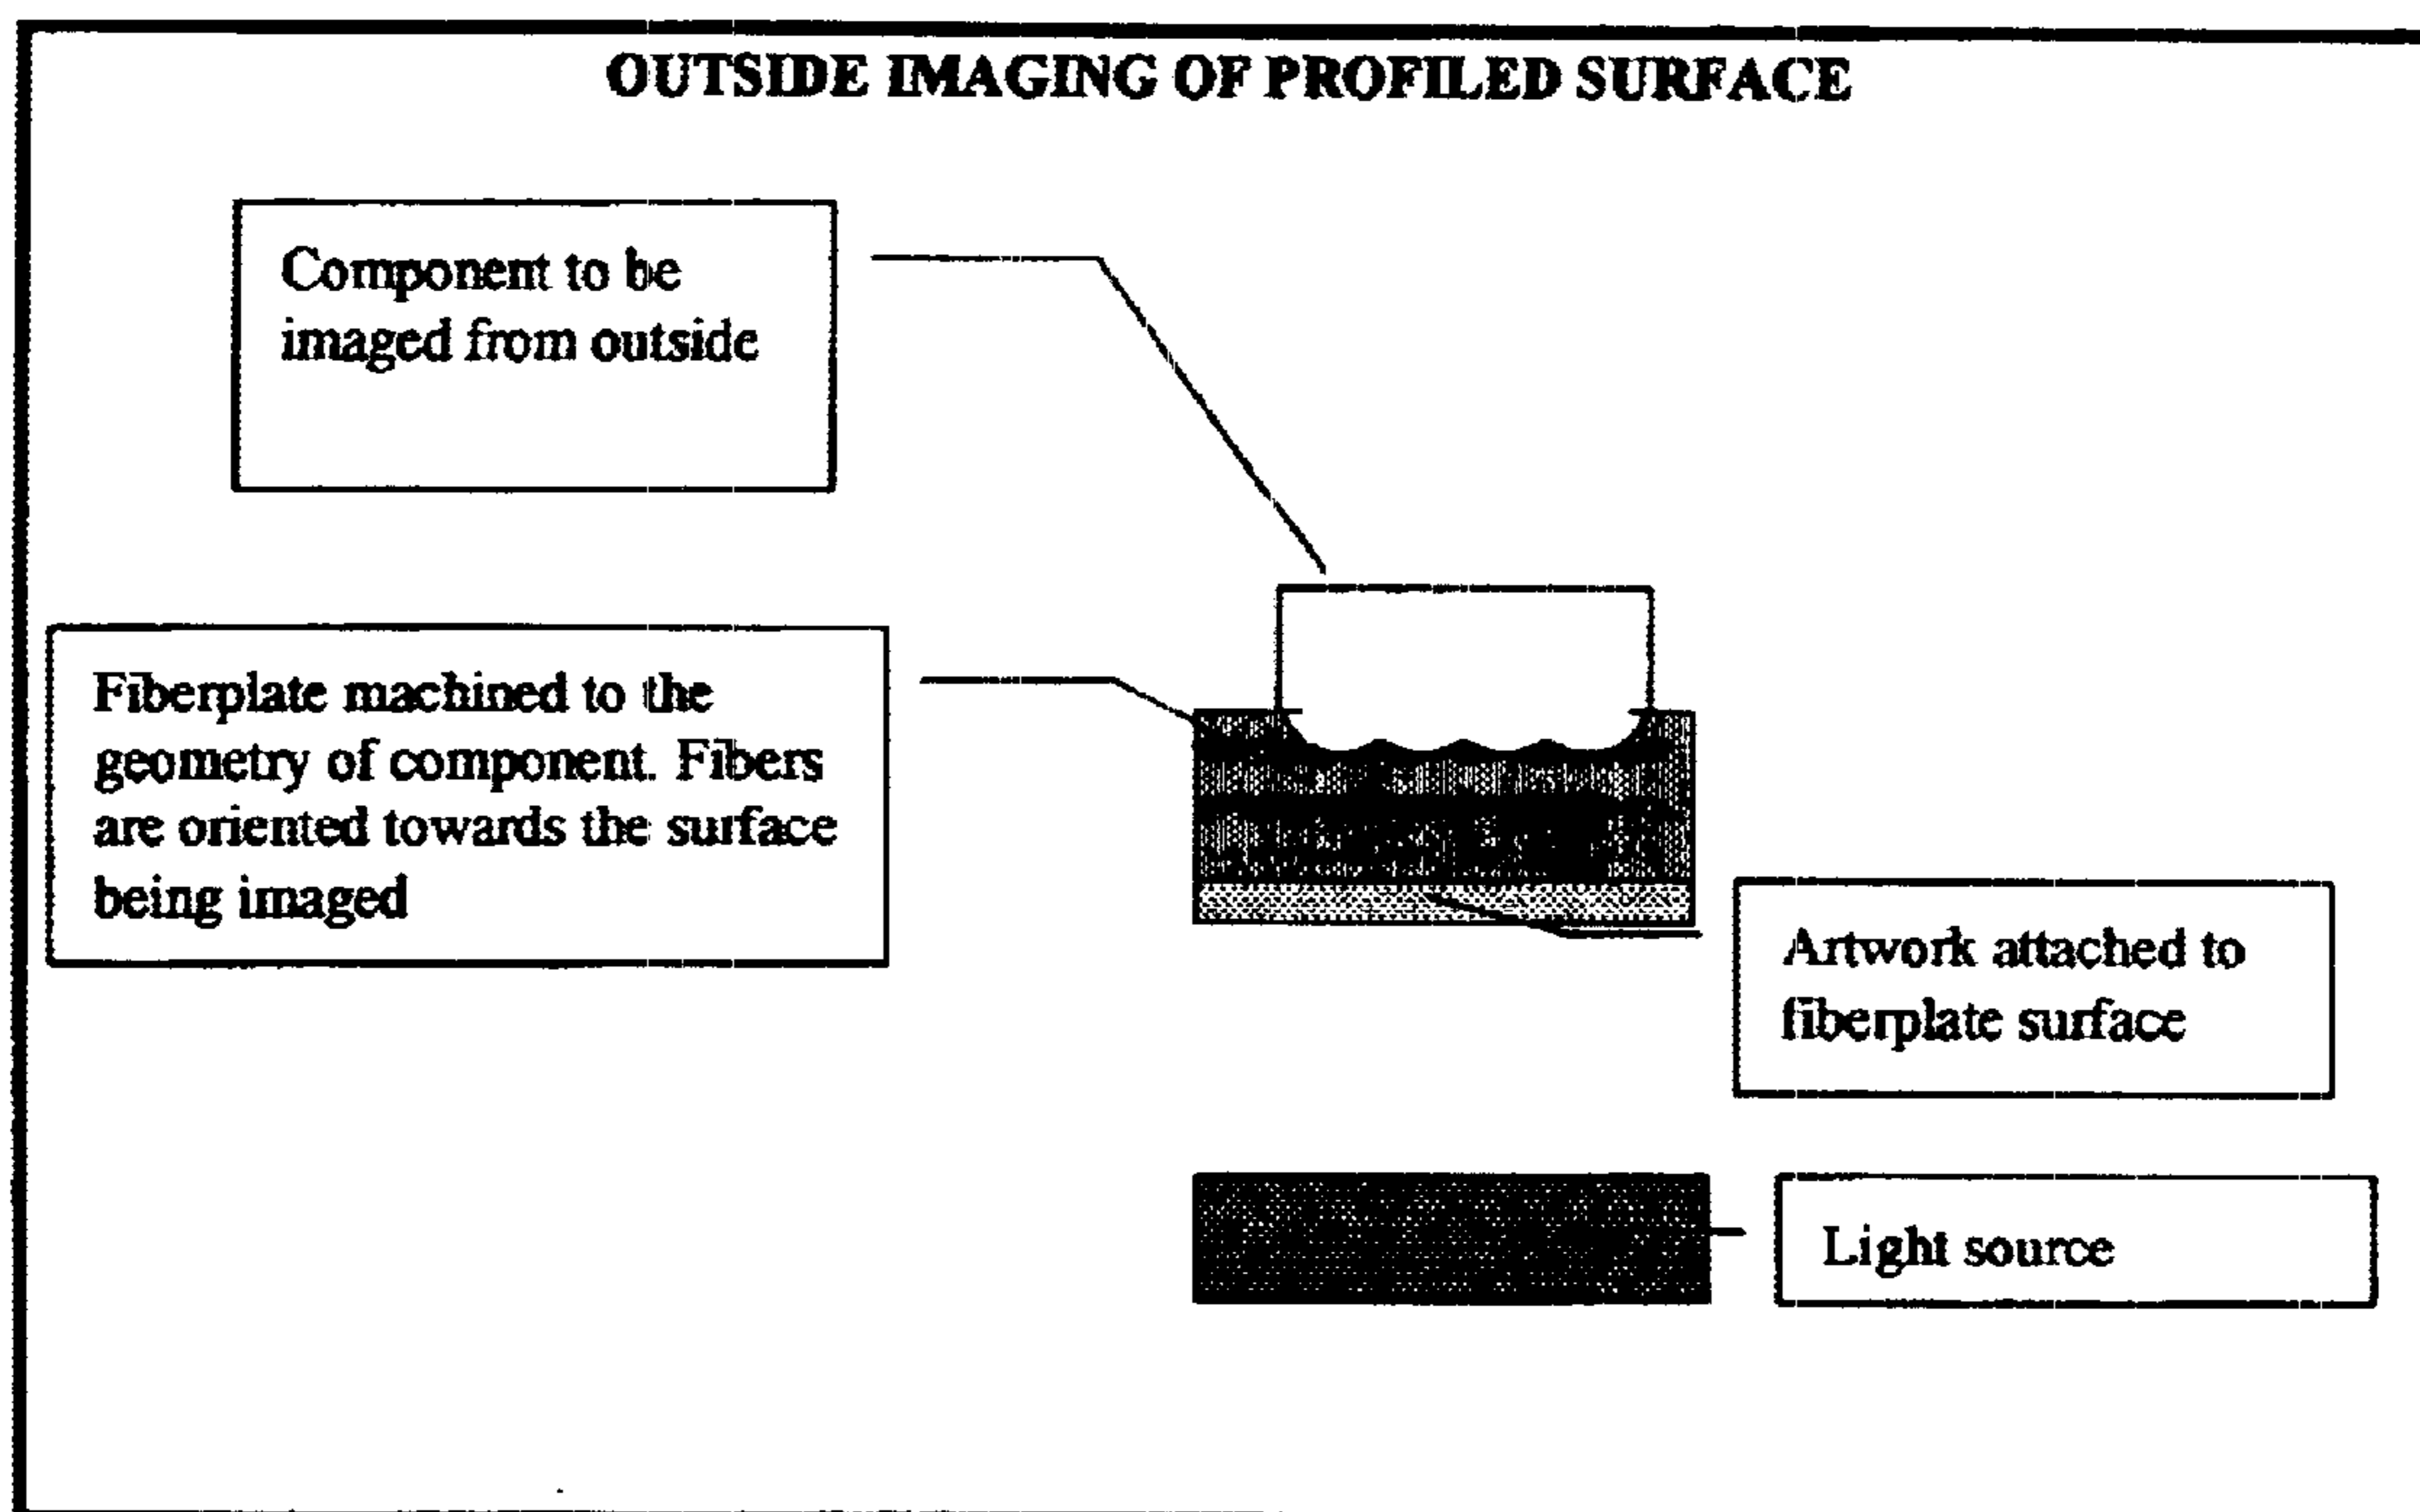 OUTSIDE IMAGING OF PROFILED SURFACE
Component to be
imaged from outside
Fiberplate machined to the
geometry of component. Fibers
are oriented towards the surface
being imaged
Artwork attached to
fiberplate surface
Light source